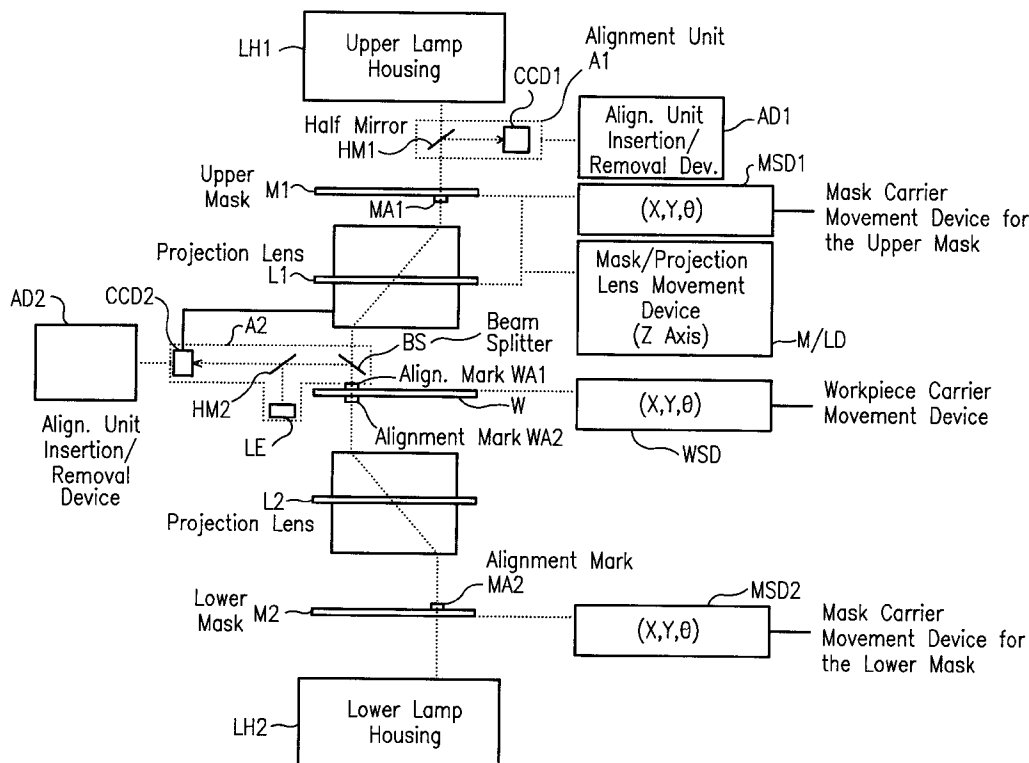 LH1
Upper Lamp
Housing
Alignment Unit
A1
CCD1
Half Mirror
HM1
Align. Unit
Insertion/
Removal Dev.
AD1
MSD1
Upper
Mask
M1
MA1
(X,Y,θ)
Mask Carrier
Movement Device for
the Upper Mask
Projection Lens
L1
Mask/Projection
Lens Movement
Device
(Z Axis)
M/LD
AD2
CCD2
A2
BS
Beam
Splitter
Align. Mark WA1
W
HM2
LE
Alignment Mark WA2
(X,Y,θ)
Workpiece Carrier
Movement Device
WSD
Align. Unit
Insertion/
Removal
Device
L2
Projection Lens
Alignment Mark
MA2
Lower
Mask
M2
MSD2
(X,Y,θ)
Mask Carrier
Movement Device for
the Lower Mask
LH2
Lower Lamp
Housing